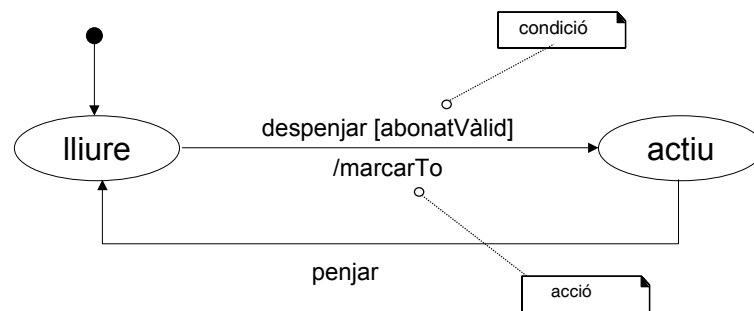 condició
despenjar [abonatVàlid]
lliure
actiu
/marcarTo
penjar
acció